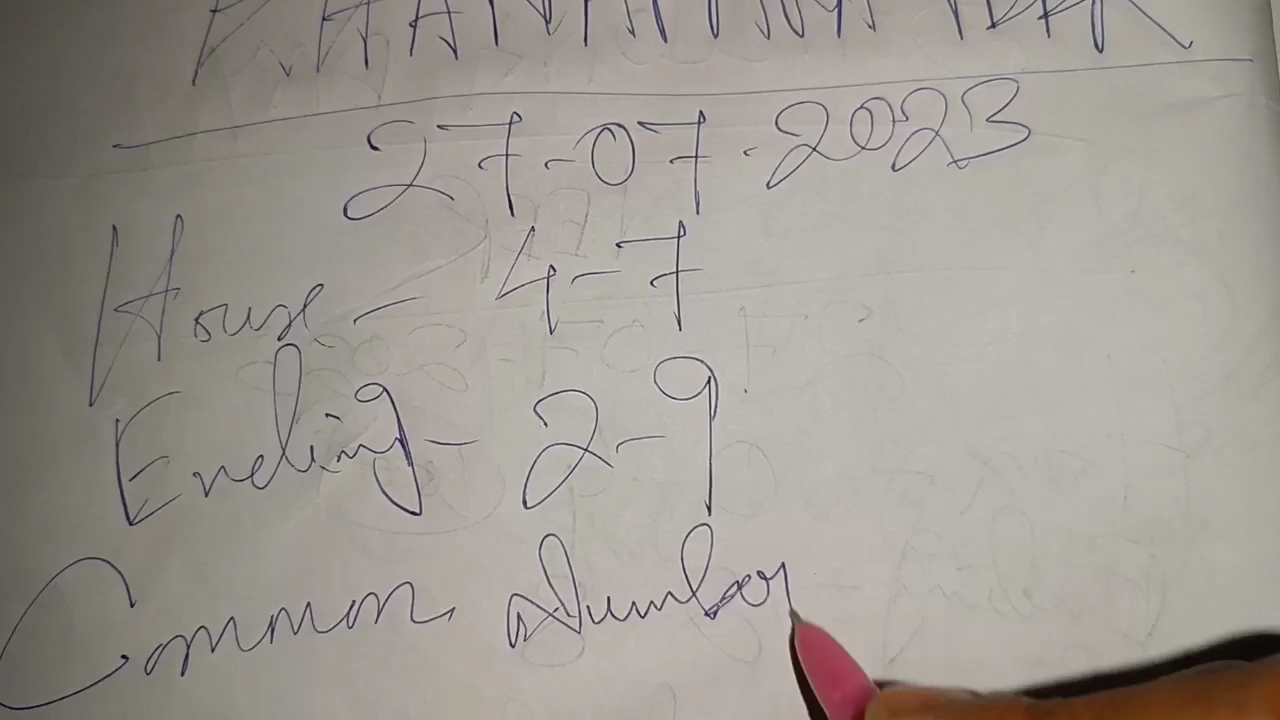 27-07-2023
House - 4-7
Ending - 2-9
Common Number